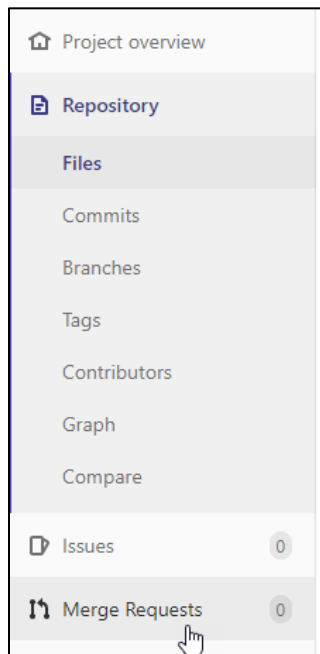 Project overview
Repository
Files
Commits
Branches
Tags
Contributors
Graph
Compare
Issues 0
Merge Requests 0